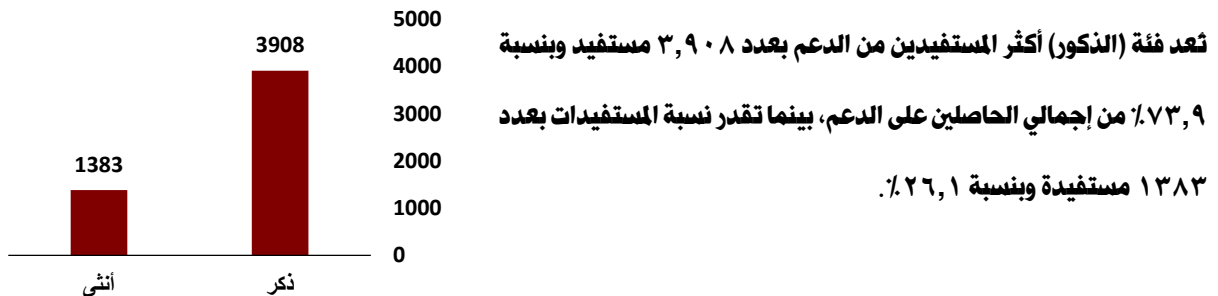 تُعد فئة (الذكور) أكثر المستفيدين من الدعم بعدد ٣,٩٠٨ مستفيد وبنسبة
٧٣,٩٪ من إجمالي الحاصلين على الدعم، بينما تقدر نسبة المستفيدات بعدد
١٣٨٣ مستفيدة وبنسبة ٢٦,١٪.
5000
4000
3000
2000
1000
0
3908
1383
ذكر
أنثى